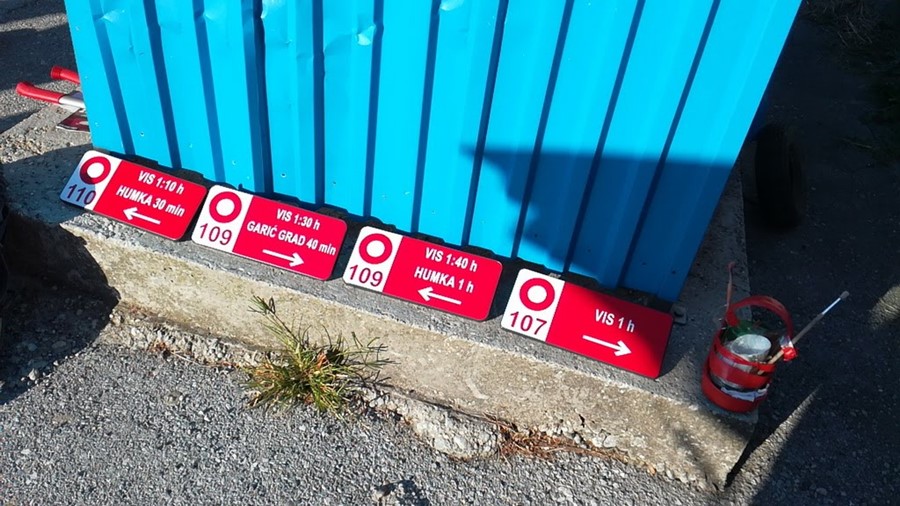 110
VIS 1:10 h
HUMKA 30 min
109
VIS 1:30 h
GARIĆ GRAD 40 min
109
VIS 1:40 h
HUMKA 1 h
107
VIS 1 h